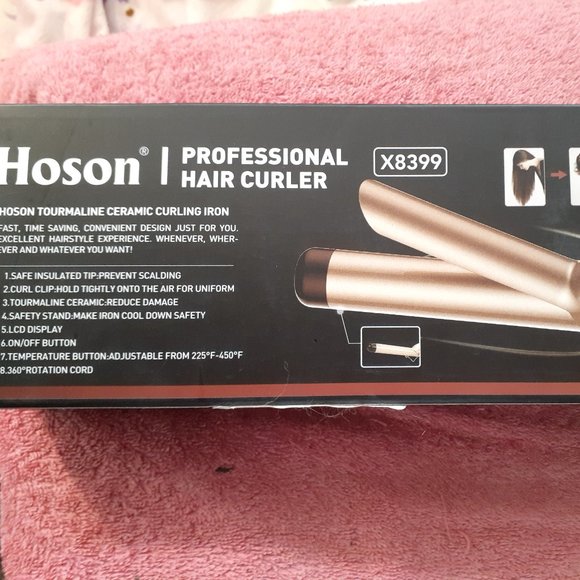 Hoson® | PROFESSIONAL
HAIR CURLER
X8399
HOSON TOURMALINE CERAMIC CURLING IRON
FAST, TIME SAVING, CONVENIENT DESIGN JUST FOR YOU.
EXCELLENT HAIRSTYLE EXPERIENCE. WHENEVER, WHER-
EVER AND WHATEVER YOU WANT!
1.SAFE INSULATED TIP:PREVENT SCALDING
2.CURL CLIP:HOLD TIGHTLY ONTO THE AIR FOR UNIFORM
3.TOURMALINE CERAMIC:REDUCE DAMAGE
4.SAFETY STAND:MAKE IRON COOL DOWN SAFETY
5.LCD DISPLAY
6.ON/OFF BUTTON
7.TEMPERATURE BUTTON:ADJUSTABLE FROM 225°F-450°F
8.360°ROTATION CORD